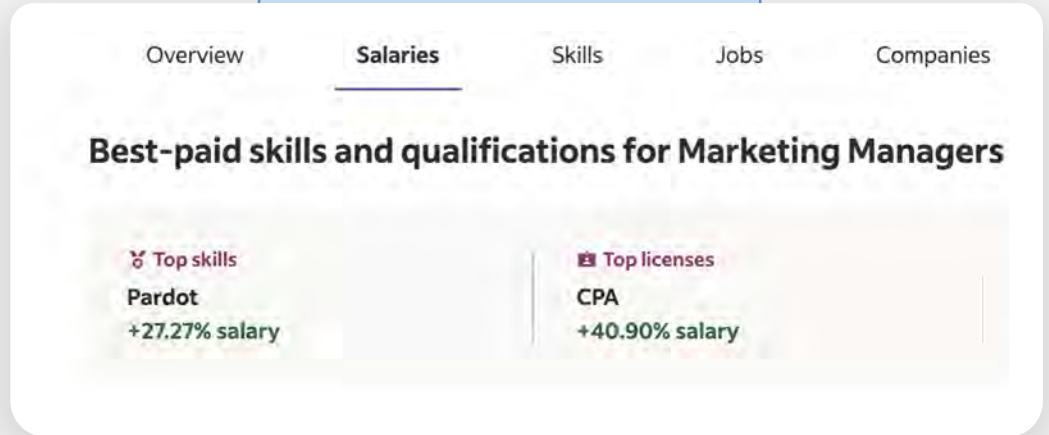 Overview Salaries Skills Jobs Companies
Best-paid skills and qualifications for Marketing Managers
Top skills
Pardot
+27.27% salary
Top licenses
CPA
+40.90% salary